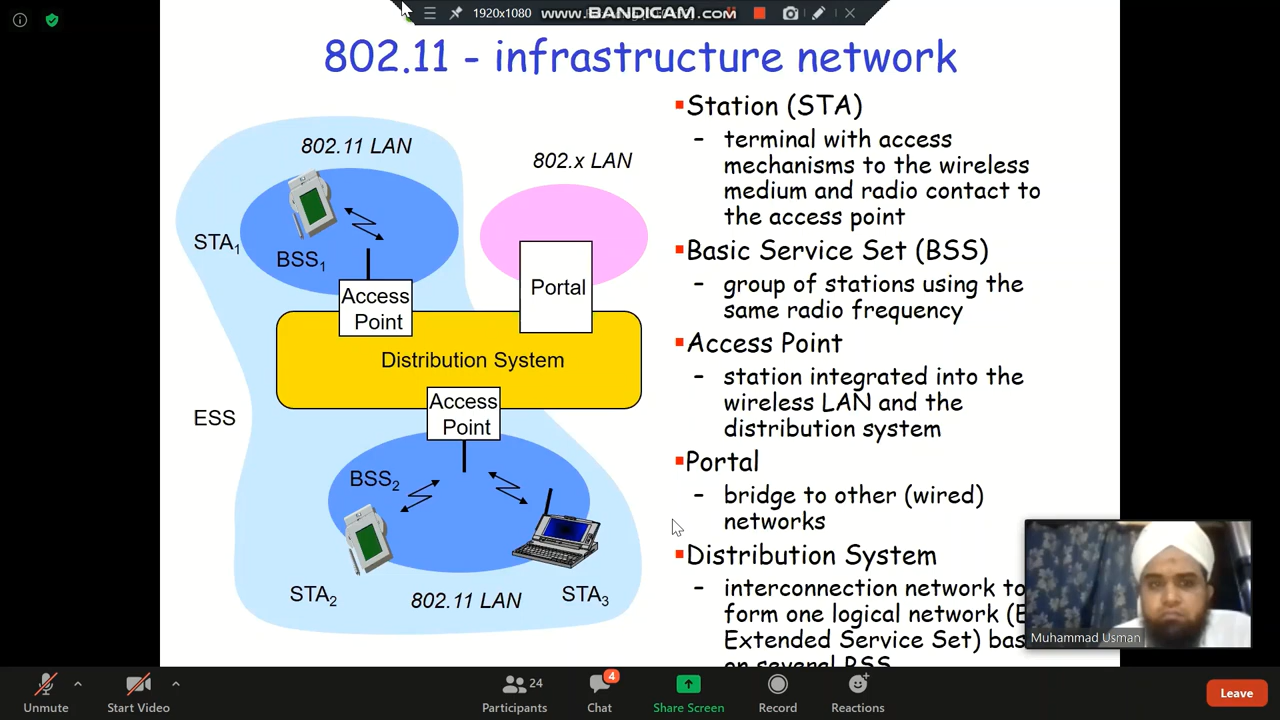 1920x1080
www.BANDICAM.com
802.11 - infrastructure network
802.11 LAN
802.x LAN
STA1
BSS1
Access
Point
Portal
Distribution System
ESS
Access
Point
BSS2
STA2
802.11 LAN
STA3
Station (STA)
– terminal with access
mechanisms to the wireless
medium and radio contact to
the access point
Basic Service Set (BSS)
– group of stations using the
same radio frequency
Access Point
– station integrated into the
wireless LAN and the
distribution system
Portal
– bridge to other (wired)
networks
Distribution System
– interconnection network to
form one logical network (E
Extended Service Set) bas
on several BSS
Muhammad Usman
Unmute
Start Video
24
Participants
4
Chat
Share Screen
Record
Reactions
Leave